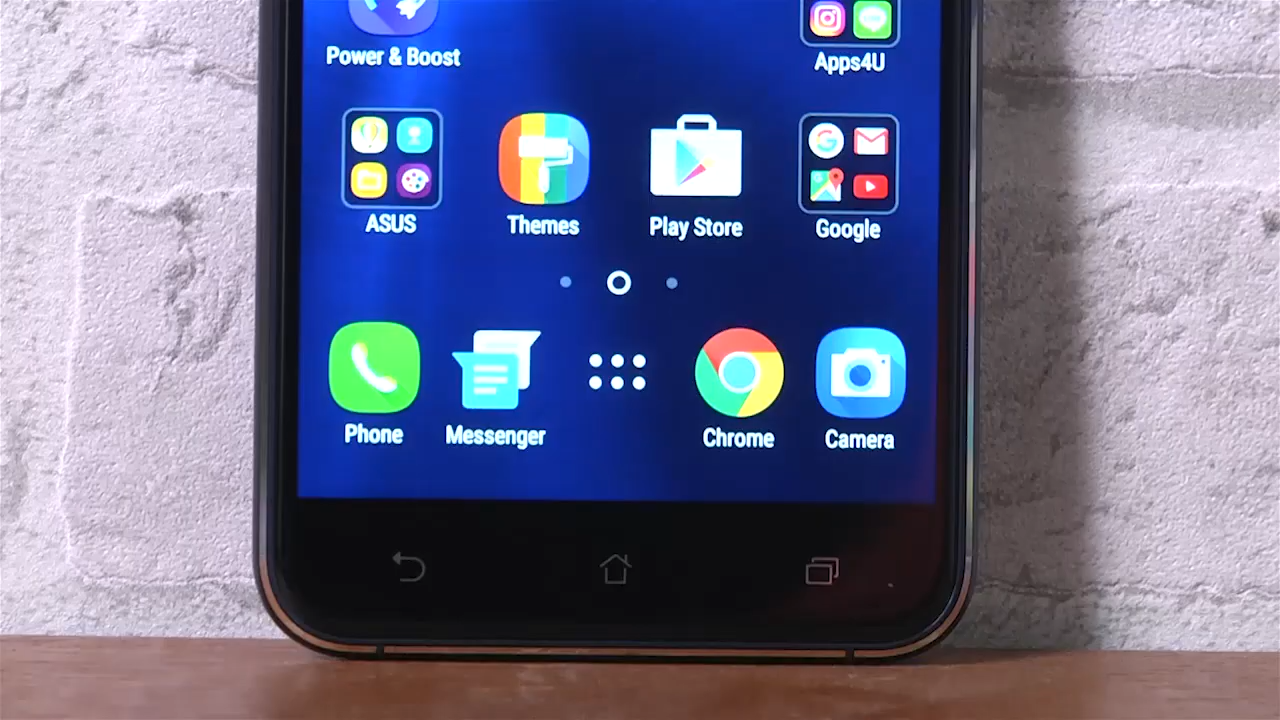 Power & Boost
Apps4U
ASUS
Themes
Play Store
Google
Phone
Messenger
Chrome
Camera